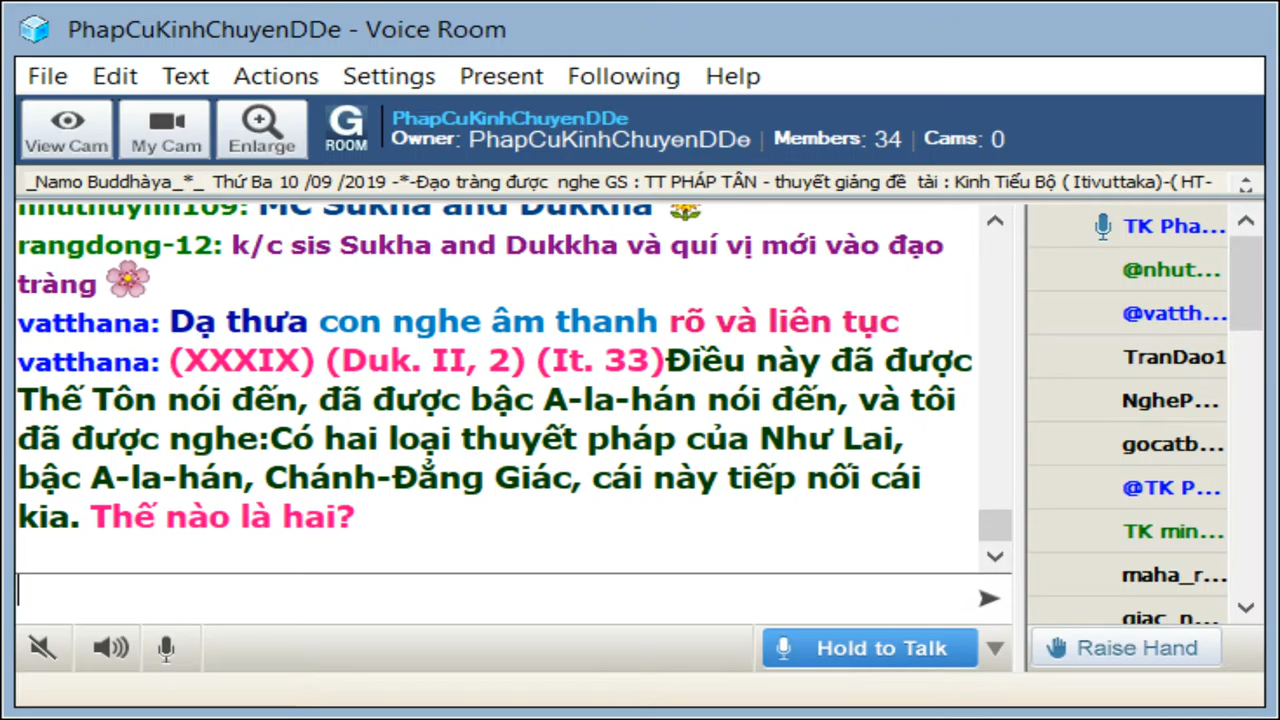 PhapCuKinhChuyenDDe - Voice Room
File Edit Text Actions Settings Present Following Help
View Cam My Cam Enlarge G ROOM
PhapCuKinhChuyenDDe
Owner: PhapCuKinhChuyenDDe | Members: 34 | Cams: 0
_Namo Buddhàya_*_ Thứ Ba 10 /09 /2019 -*-Đạo tràng được nghe GS : TT PHÁP TÂN - thuyết giảng đề tài : Kinh Tiểu Bộ ( Itivuttaka)-( HT-
nhuthuynh109: MC Sukha and Dukkha
rangdong-12: k/c sis Sukha and Dukkha và quí vị mới vào đạo
tràng
vatthana: Dạ thưa con nghe âm thanh rõ và liên tục
vatthana: (XXXIX) (Duk. II, 2) (It. 33)Điều này đã được
Thế Tôn nói đến, đã được bậc A-la-hán nói đến, và tôi
đã được nghe:Có hai loại thuyết pháp của Như Lai,
bậc A-la-hán, Chánh-Đẳng Giác, cái này tiếp nối cái
kia. Thế nào là hai?
TK Pha...
@nhut...
@vatth...
TranDao1
NgheP...
gocatb...
@TK P...
TK min...
maha_r...
giac_n...
Hold to Talk
Raise Hand